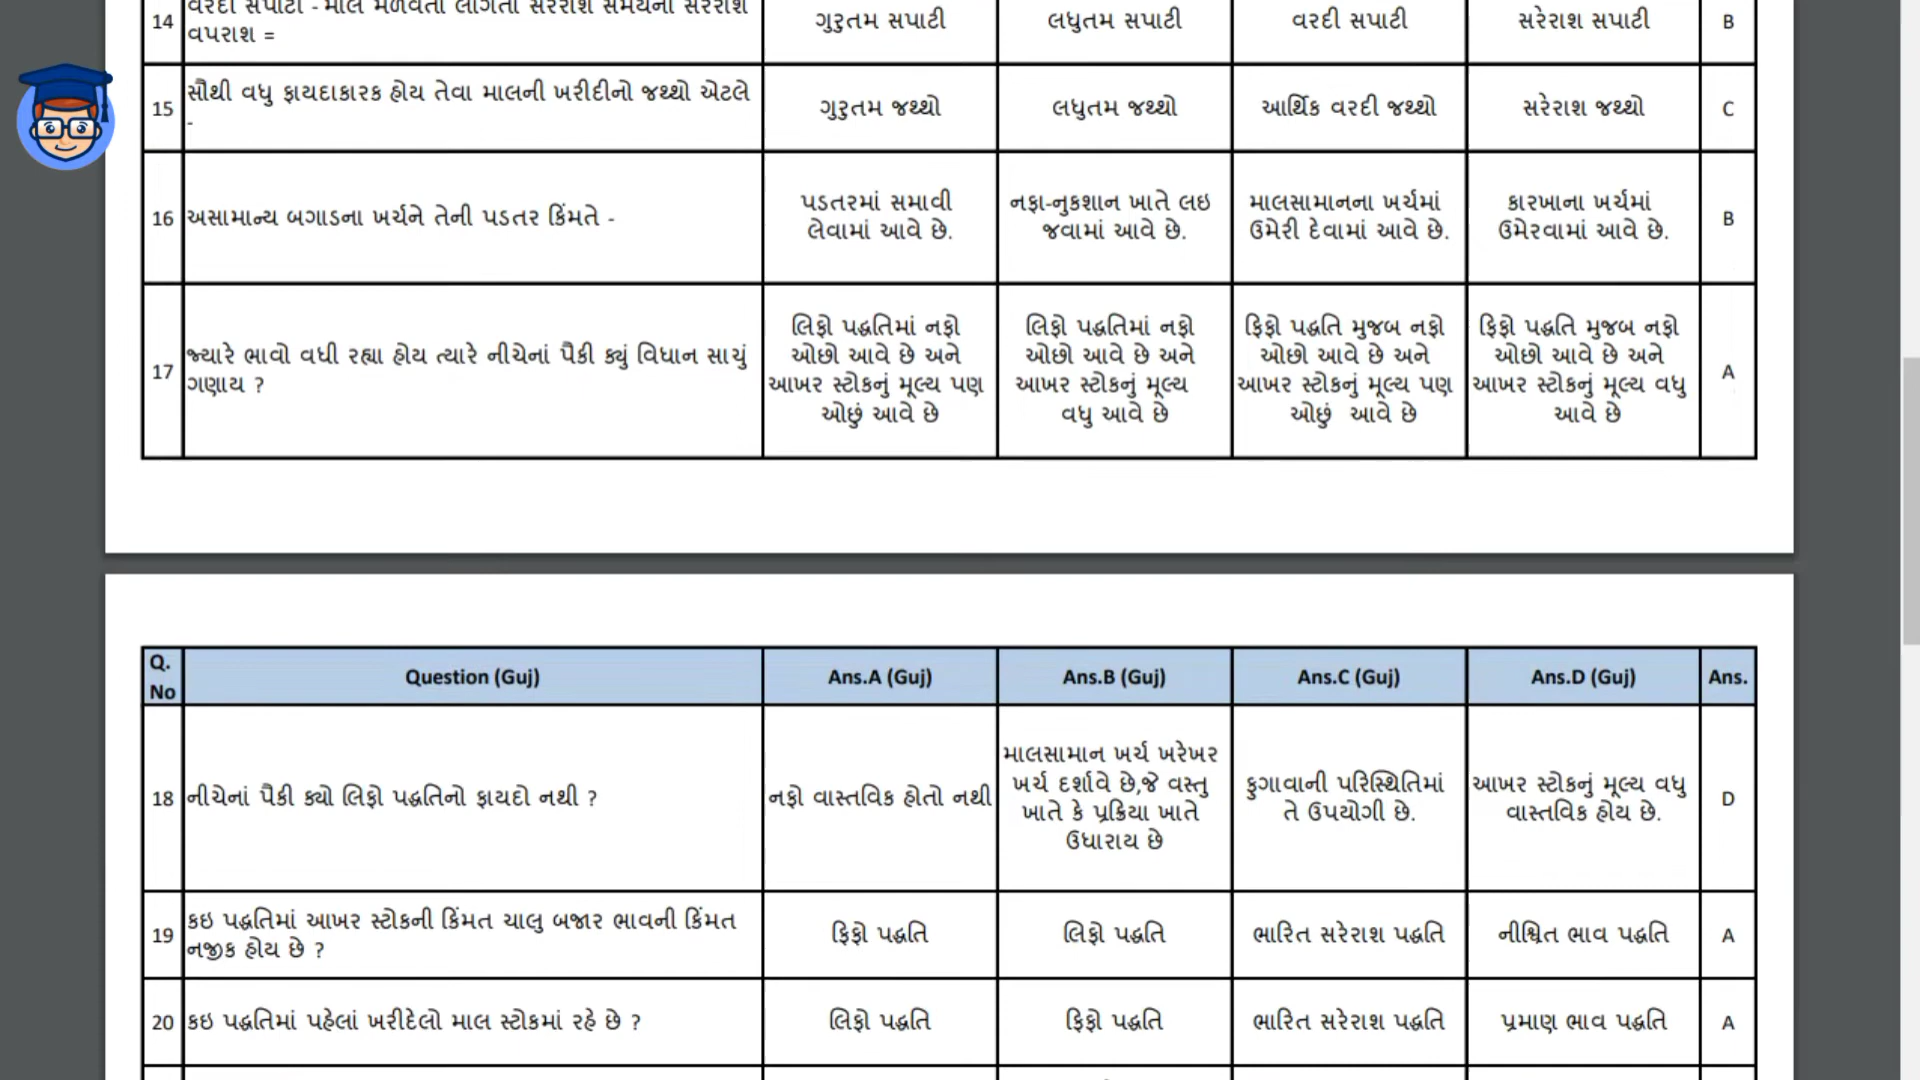 14
વરદી સપાટી - માલ મળવતા લાગતા સરેરાશ સમયના સરેરાશ
વપરાશ =
ગુરુતમ સપાટી
લઘુતમ સપાટી
વરદી સપાટી
સરેરાશ સપાટી
B
15
સૌથી વધુ ફાયદાકારક હોય તેવા માલની ખરીદીનો જથ્થો એટલે
-
ગુરુતમ જથ્થો
લઘુતમ જથ્થો
આર્થિક વરદી જથ્થો
સરેરાશ જથ્થો
C
16
અસામાન્ય બગાડના ખર્ચને તેની પડતર કિંમતે -
પડતરમાં સમાવી
લેવામાં આવે છે.
નફા-નુકશાન ખાતે લઇ
જવામાં આવે છે.
માલસામાનના ખર્ચમાં
ઉમેરી દેવામાં આવે છે.
કારખાના ખર્ચમાં
ઉમેરવામાં આવે છે.
B
17
જ્યારે ભાવો વધી રહ્યા હોય ત્યારે નીચેનાં પૈકી ક્યું વિધાન સાચું
ગણાય ?
લિફો પદ્ધતિમાં નફો
ઓછો આવે છે અને
આખર સ્ટોકનું મૂલ્ય પણ
ઓછું આવે છે
લિફો પદ્ધતિમાં નફો
ઓછો આવે છે અને
આખર સ્ટોકનું મૂલ્ય
વધુ આવે છે
ફિફો પદ્ધતિ મુજબ નફો
ઓછો આવે છે અને
આખર સ્ટોકનું મૂલ્ય પણ
ઓછું આવે છે
ફિફો પદ્ધતિ મુજબ નફો
ઓછો આવે છે અને
આખર સ્ટોકનું મૂલ્ય વધુ
આવે છે
A
Q.
No
Question (Guj)
Ans.A (Guj)
Ans.B (Guj)
Ans.C (Guj)
Ans.D (Guj)
Ans.
18
નીચેનાં પૈકી ક્યો લિફો પદ્ધતિનો ફાયદો નથી ?
નફો વાસ્તવિક હોતો નથી
માલસામાન ખર્ચ ખરેખર
ખર્ચ દર્શાવે છે,જે વસ્તુ
ખાતે કે પ્રક્રિયા ખાતે
ઉધારાય છે
ફુગાવાની પરિસ્થિતિમાં
તે ઉપયોગી છે.
આખર સ્ટોકનું મૂલ્ય વધુ
વાસ્તવિક હોય છે.
D
19
કઇ પદ્ધતિમાં આખર સ્ટોકની કિંમત ચાલુ બજાર ભાવની કિંમત
નજીક હોય છે ?
ફિફો પદ્ધતિ
લિફો પદ્ધતિ
ભારિત સરેરાશ પદ્ધતિ
નીશ્ચિત ભાવ પદ્ધતિ
A
20
કઇ પદ્ધતિમાં પહેલાં ખરીદેલો માલ સ્ટોકમાં રહે છે ?
લિફો પદ્ધતિ
ફિફો પદ્ધતિ
ભારિત સરેરાશ પદ્ધતિ
પ્રમાણ ભાવ પદ્ધતિ
A